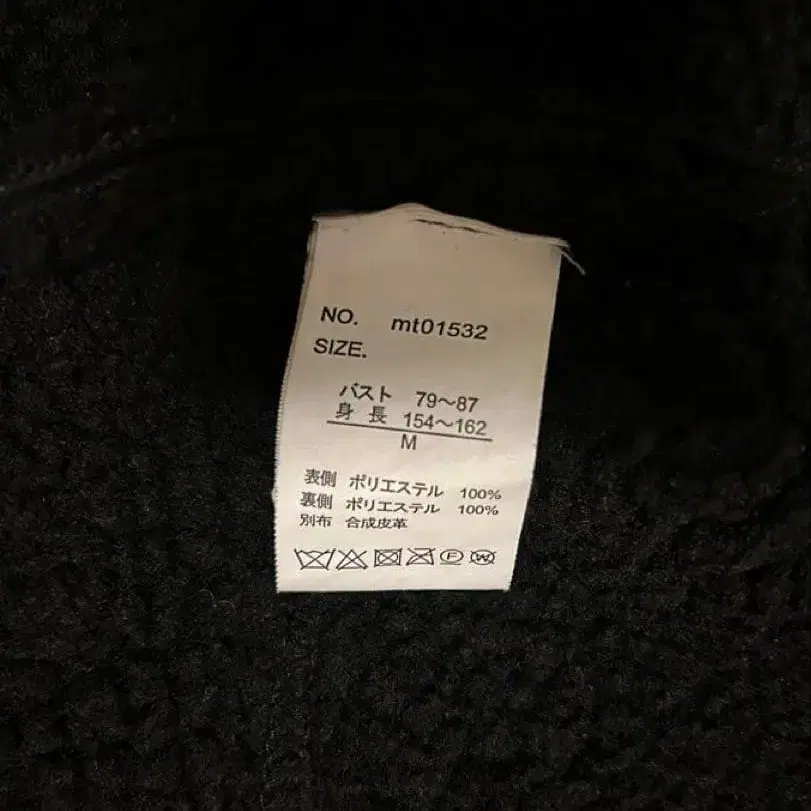 NO. mt01532
SIZE.
バスト 79～87
身長 154～162
M
表側 ポリエステル 100%
裏側 ポリエステル 100%
別布 合成皮革
F W